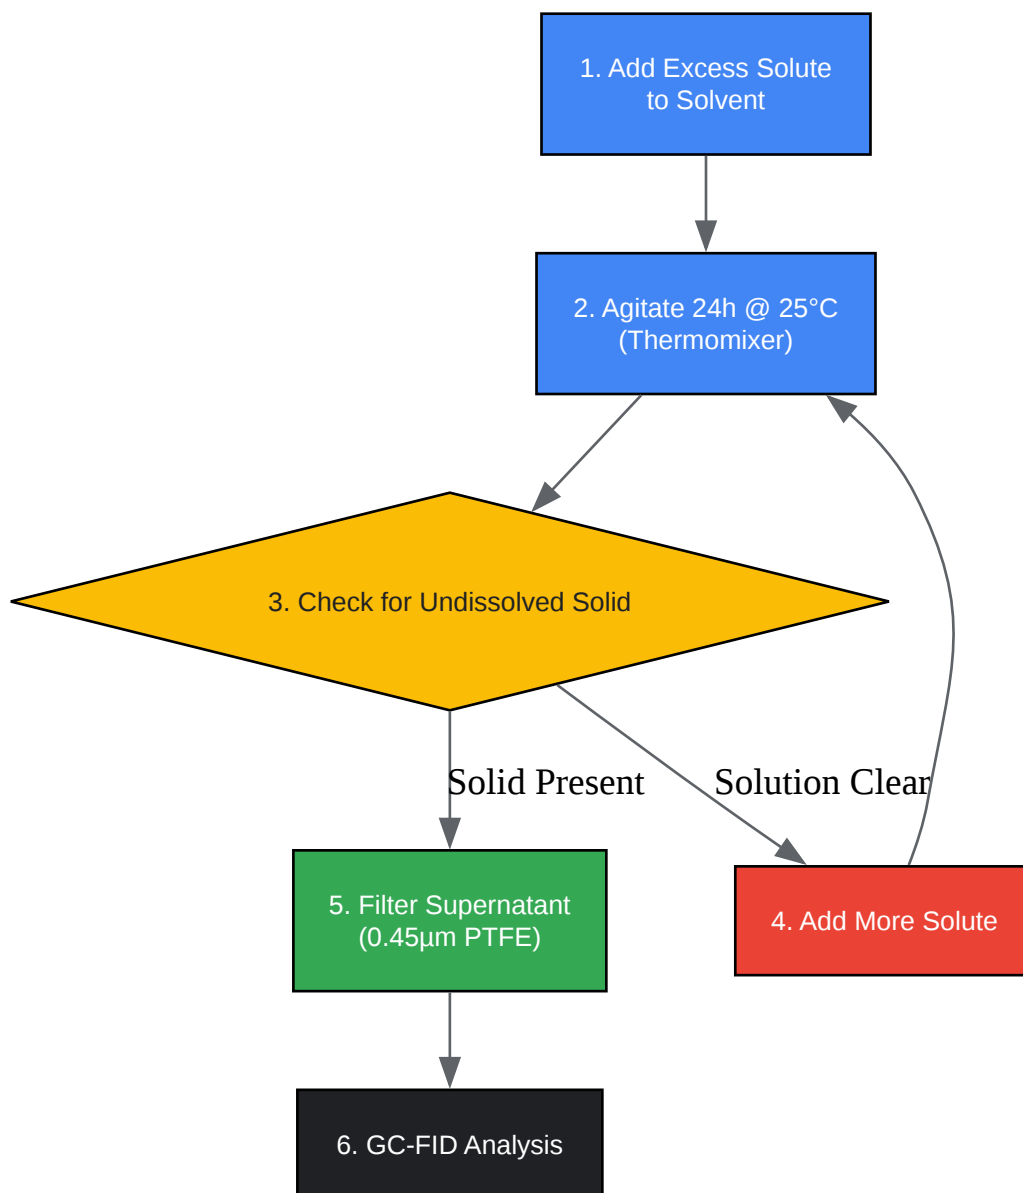 1. Add Excess Solute
to Solvent
2. Agitate 24h @ 25°C
(Thermomixer)
3. Check for Undissolved Solid
Solid Present
Solution Clear
5. Filter Supernatant
(0.45µm PTFE)
4. Add More Solute
6. GC-FID Analysis